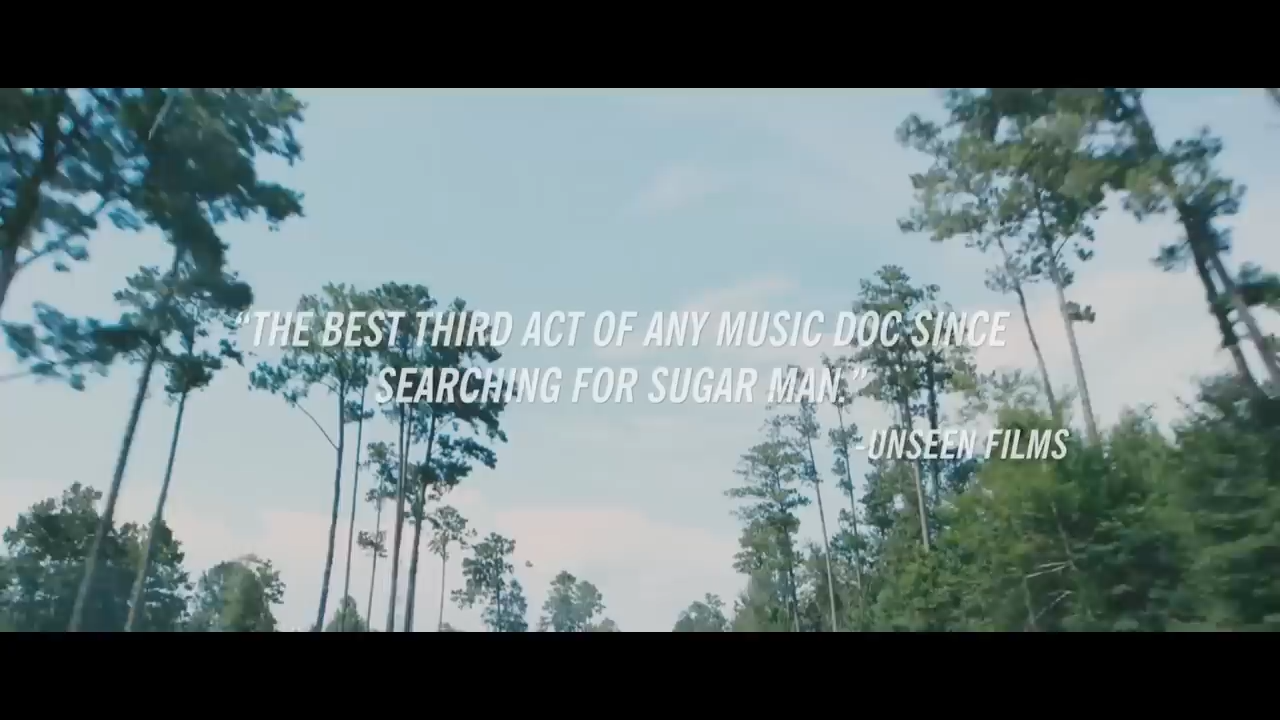 “THE BEST THIRD ACT OF ANY MUSIC DOC SINCE
SEARCHING FOR SUGAR MAN.”
-UNSEEN FILMS